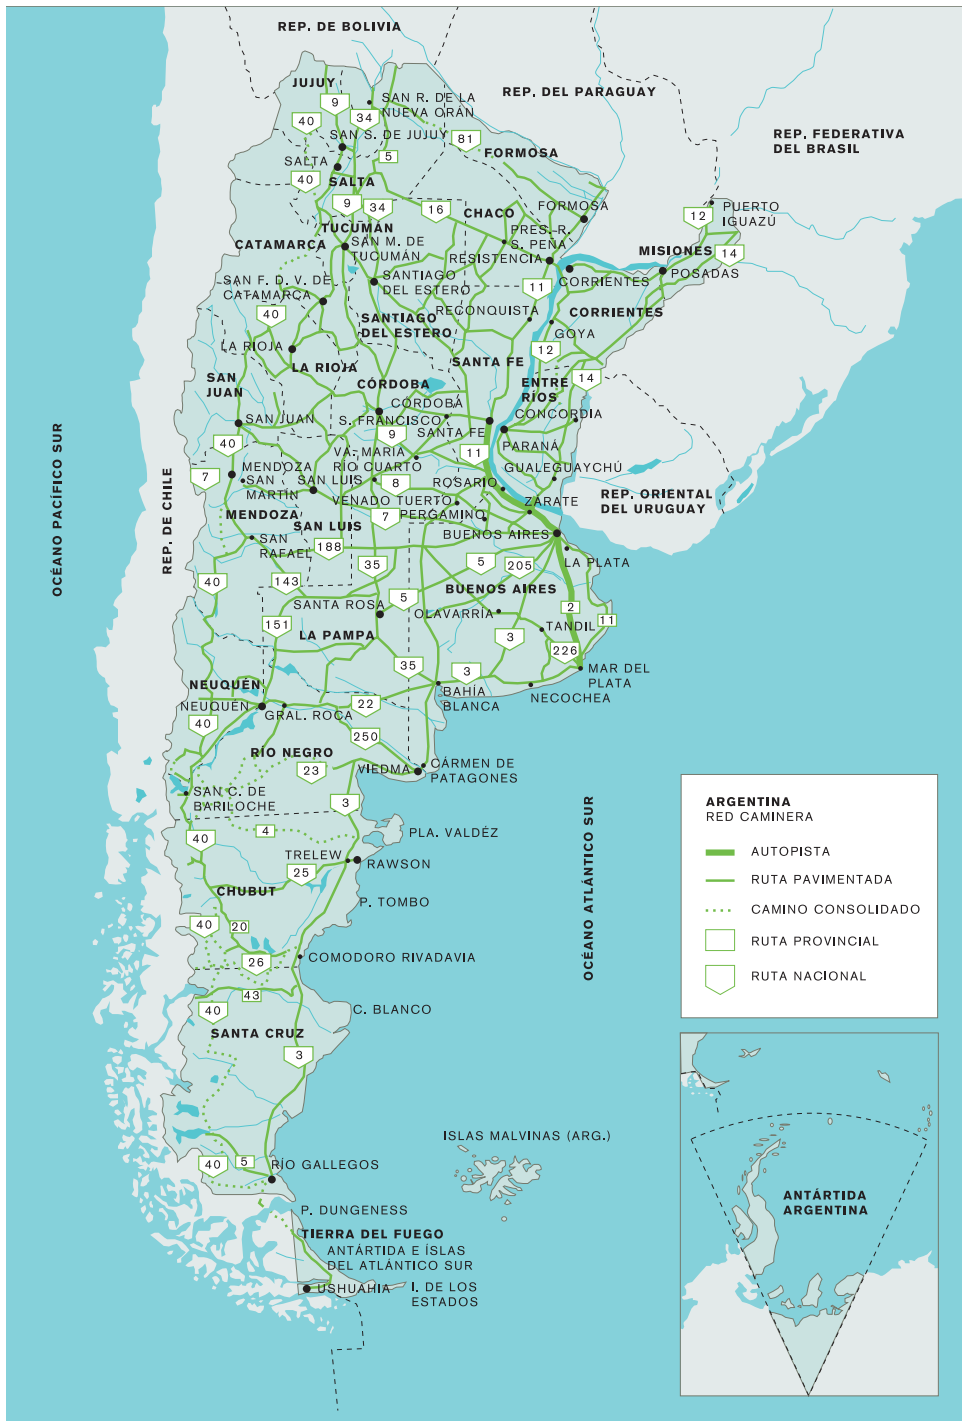 REP. DE BOLIVIA
JUJUY
SAN R. DE LA
NUEVA ORÁN
REP. DEL PARAGUAY
9
40
34
SAN S. DE JUJUY
81
REP. FEDERATIVA
DEL BRASIL
SALTA
5
FORMOSA
40
SALTA
9
34
16
CHACO
FORMOSA
12
PUERTO
IGUAZÚ
TUCUMÁN
PRES.-R.
S. PEÑA
CATAMARCA
SAN M. DE
TUCUMÁN
RESISTENCIA
MISIONES
14
SAN F. D. V. DE
CATAMARCA
SANTIAGO
DEL ESTERO
CORRIENTES
POSADAS
11
40
SANTIAGO
DEL ESTERO
RECONQUISTA
CORRIENTES
GOYA
LA RIOJA
12
LA RIOJA
SANTA FE
SAN
JUAN
CÓRDOBA
ENTRE
RÍOS
14
CÓRDOBA
SAN JUAN
S. FRANCISCO
CONCORDIA
9
SANTA FE
40
PARANÁ
VA. MARIA
11
7
MENDOZA
RÍO CUARTO
GUALEGUAYCHÚ
SAN
MARTÍN
SAN LUIS
8
ROSARIO
VENADO TUERTO
ZÁRATE
REP. ORIENTAL
DEL URUGUAY
MENDOZA
SAN LUIS
7
PERGAMINO
BUENOS AIRES
SAN
RAFAEL
188
LA PLATA
OCÉANO PACÍFICO SUR
REP. DE CHILE
40
143
35
5
205
BUENOS AIRES
SANTA ROSA
5
OLAVARRÍA
2
11
151
LA PAMPA
3
TANDIL
226
35
3
MAR DEL
PLATA
NEUQUÉN
BAHÍA
BLANCA
NECOCHEA
NEUQUÉN
GRAL. ROCA
22
40
250
RÍO NEGRO
23
VIEDMA
CÁRMEN DE
PATAGONES
SAN C. DE
BARILOCHE
3
40
4
PLA. VALDÉZ
TRELEW
RAWSON
25
CHUBUT
P. TOMBO
40
20
26
COMODORO RIVADAVIA
43
40
C. BLANCO
SANTA CRUZ
3
OCÉANO ATLÁNTICO SUR
ISLAS MALVINAS (ARG.)
40
5
RÍO GALLEGOS
P. DUNGENESS
TIERRA DEL FUEGO
ANTÁRTIDA E ÍSLAS
DEL ATLÁNTICO SUR
USHUAHIA
I. DE LOS
ESTADOS
ARGENTINA
RED CAMINERA
AUTOPISTA
RUTA PAVIMENTADA
CAMINO CONSOLIDADO
RUTA PROVINCIAL
RUTA NACIONAL
ANTÁRTIDA
ARGENTINA